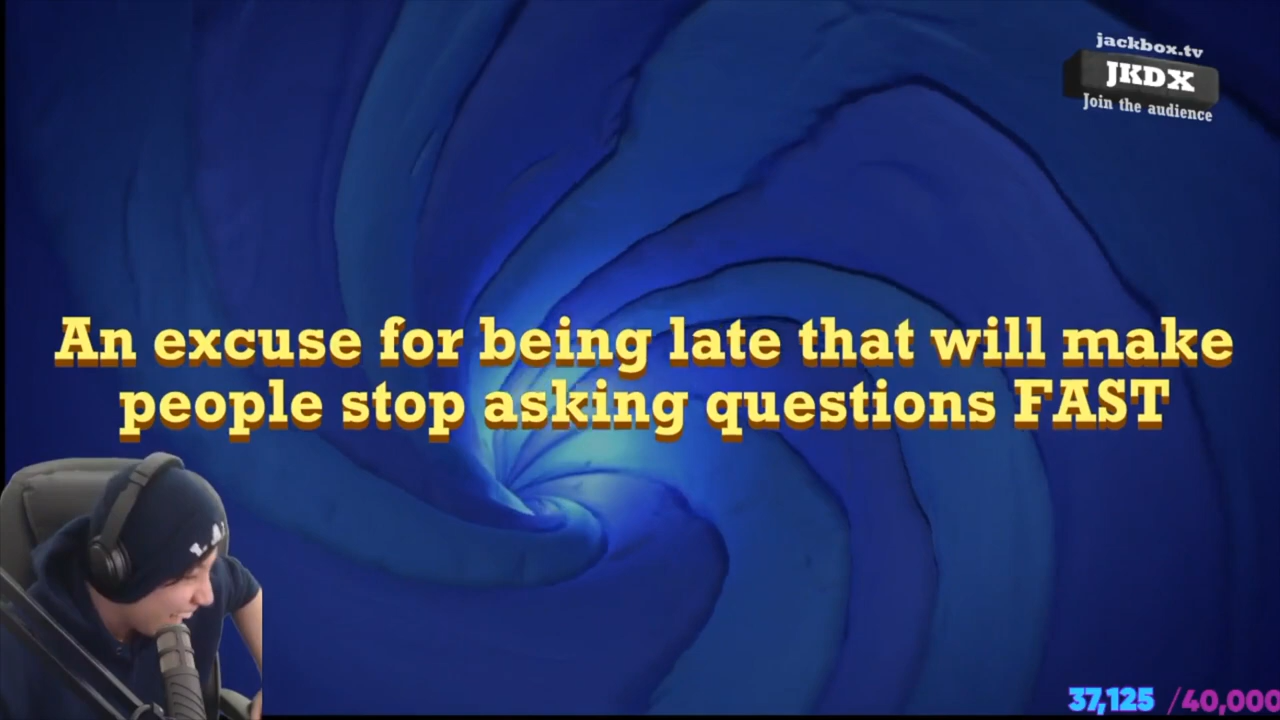 jackbox.tv
JKDX
Join the audience
An excuse for being late that will make
people stop asking questions FAST
37,125 /40,000